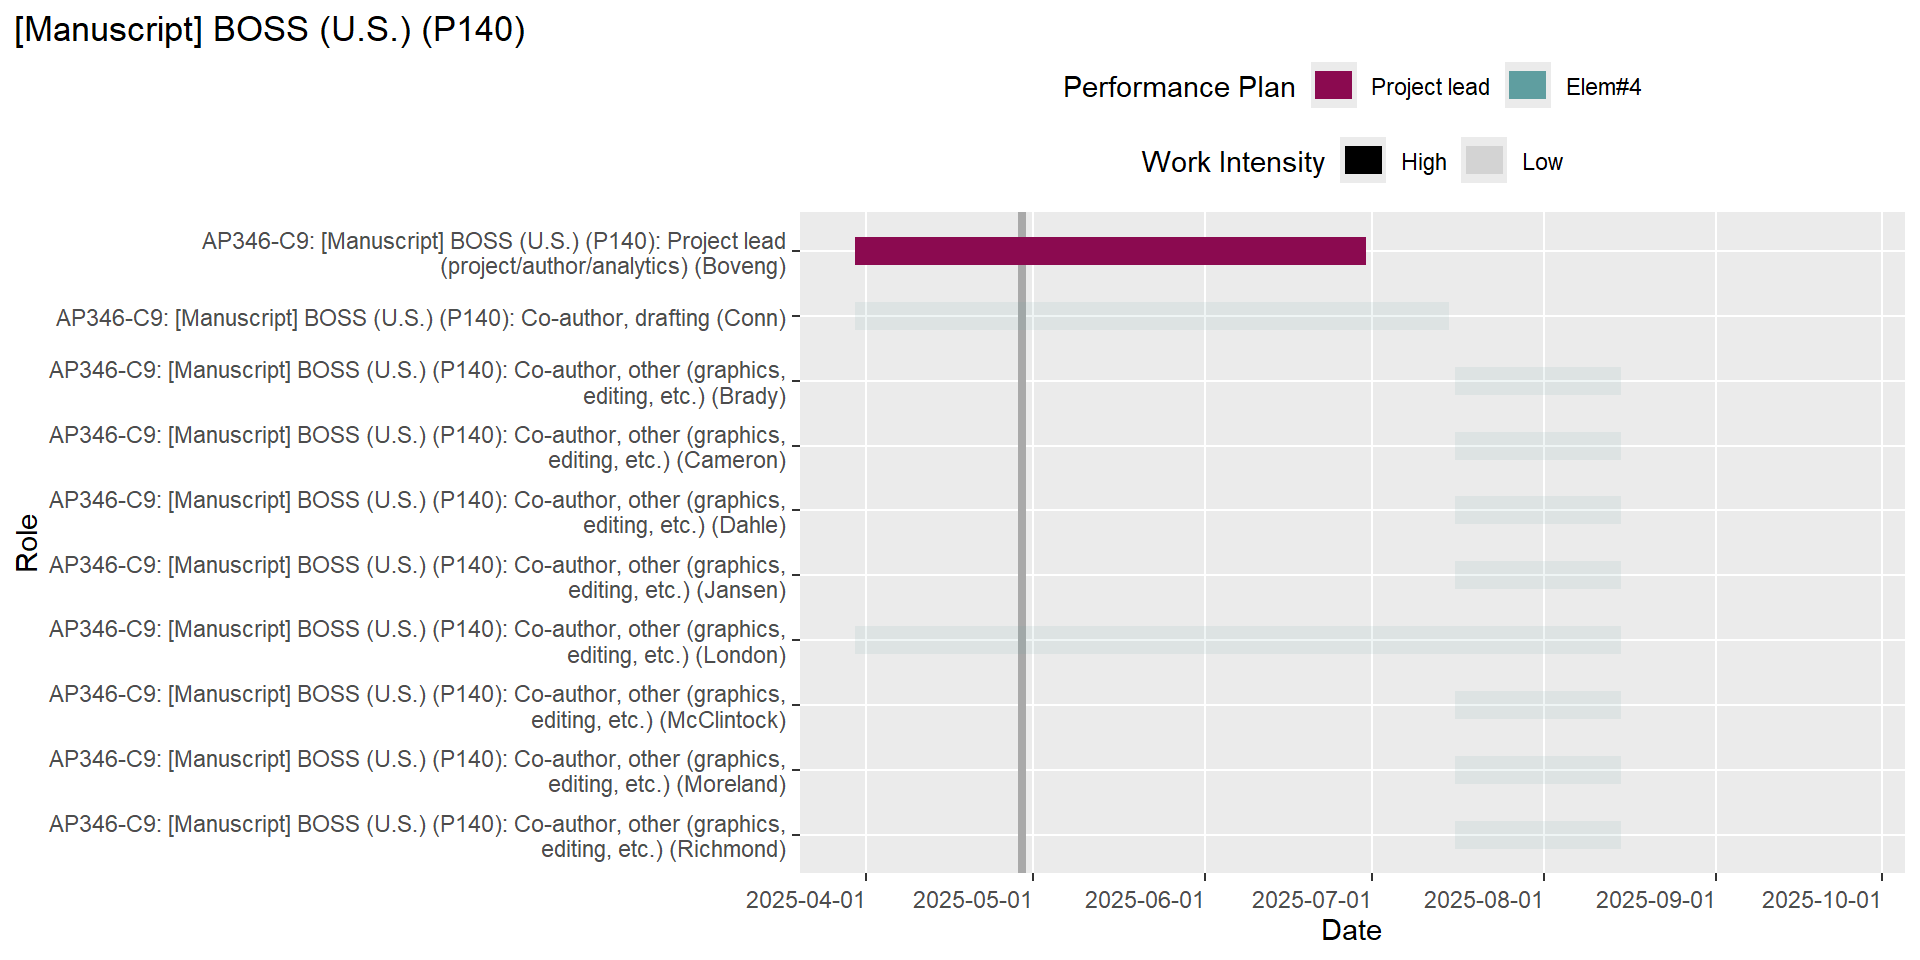 [Manuscript] BOSS (U.S.) (P140)
Performance Plan Project lead Elem#4
Work Intensity High Low
AP346-C9: [Manuscript] BOSS (U.S.) (P140): Project lead
(project/author/analytics) (Boveng)
AP346-C9: [Manuscript] BOSS (U.S.) (P140): Co-author, drafting (Conn)
AP346-C9: [Manuscript] BOSS (U.S.) (P140): Co-author, other (graphics,
editing, etc.) (Brady)
AP346-C9: [Manuscript] BOSS (U.S.) (P140): Co-author, other (graphics,
editing, etc.) (Cameron)
AP346-C9: [Manuscript] BOSS (U.S.) (P140): Co-author, other (graphics,
editing, etc.) (Dahle)
AP346-C9: [Manuscript] BOSS (U.S.) (P140): Co-author, other (graphics,
editing, etc.) (Jansen)
AP346-C9: [Manuscript] BOSS (U.S.) (P140): Co-author, other (graphics,
editing, etc.) (London)
AP346-C9: [Manuscript] BOSS (U.S.) (P140): Co-author, other (graphics,
editing, etc.) (McClintock)
AP346-C9: [Manuscript] BOSS (U.S.) (P140): Co-author, other (graphics,
editing, etc.) (Moreland)
AP346-C9: [Manuscript] BOSS (U.S.) (P140): Co-author, other (graphics,
editing, etc.) (Richmond)
Role
2025-04-01 2025-05-01 2025-06-01 2025-07-01 2025-08-01 2025-09-01 2025-10-01
Date